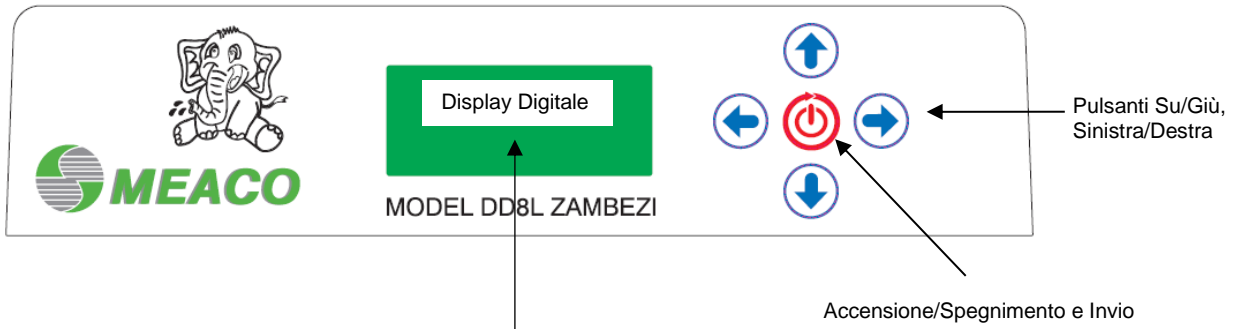 Display Digitale
Pulsanti Su/Giù,
Sinistra/Destra
MEACO
MODEL DD8L ZAMBEZI
Accensione/Spegnimento e Invio